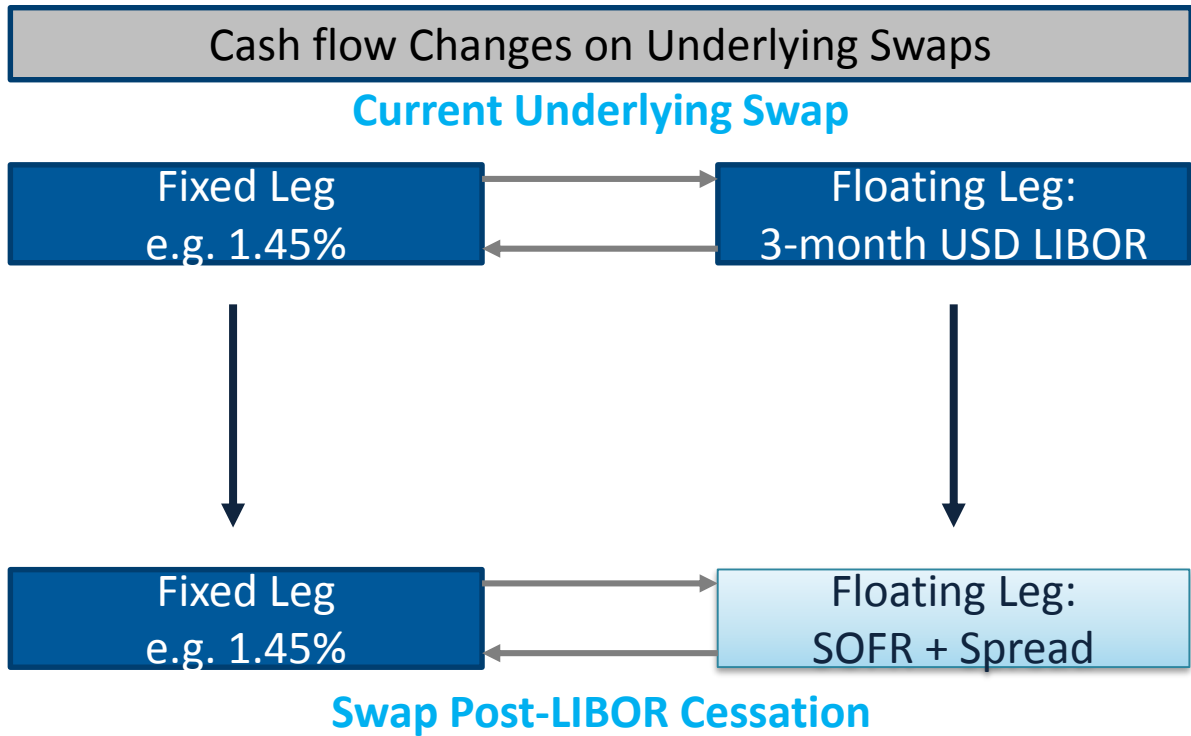 Cash flow Changes on Underlying Swaps
Current Underlying Swap
Fixed Leg
e.g. 1.45%
Floating Leg:
3-month USD LIBOR
Fixed Leg
e.g. 1.45%
Floating Leg:
SOFR + Spread
Swap Post-LIBOR Cessation